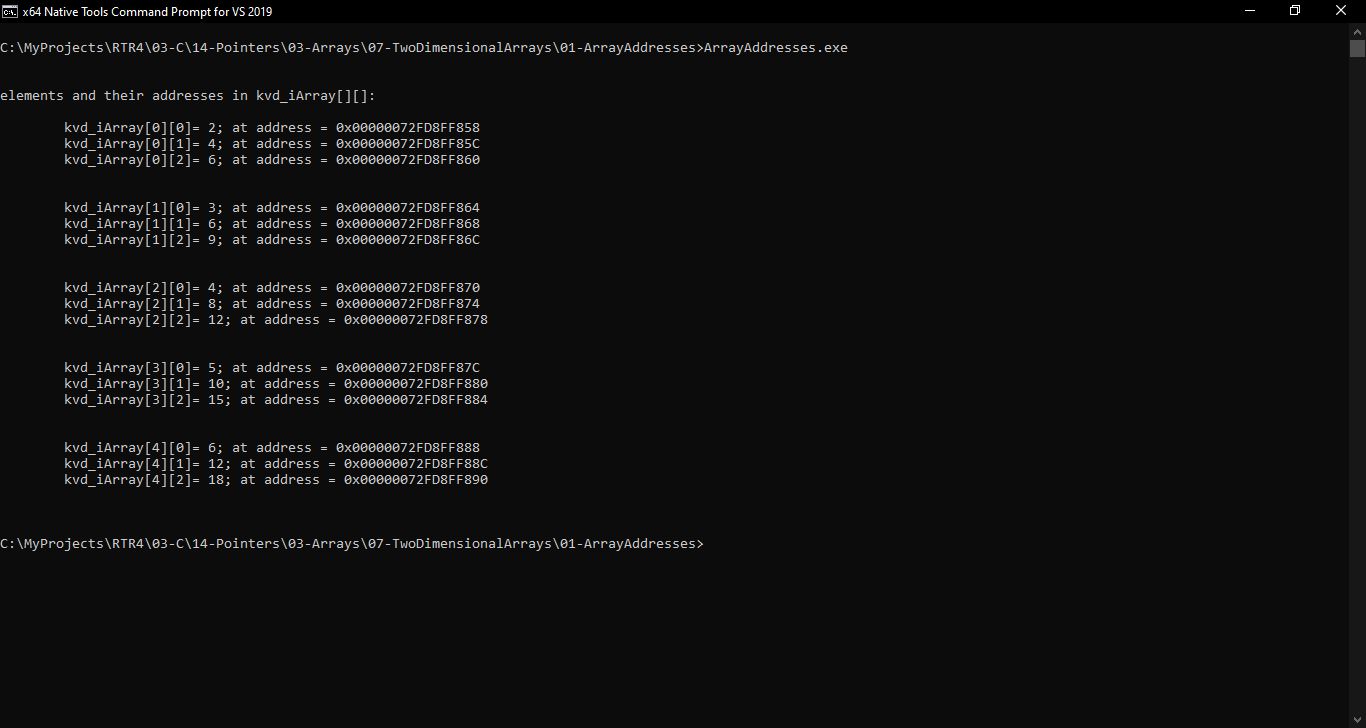 x64 Native Tools Command Prompt for VS 2019
C:\MyProjects\RTR4\03-C\14-Pointers\03-Arrays\07-TwoDimensionalArrays\01-ArrayAddresses>ArrayAddresses.exe
elements and their addresses in kvd_iArray[][]:
kvd_iArray[0][0]= 2; at address = 0x00000072FD8FF858
kvd_iArray[0][1]= 4; at address = 0x00000072FD8FF85C
kvd_iArray[0][2]= 6; at address = 0x00000072FD8FF860
kvd_iArray[1][0]= 3; at address = 0x00000072FD8FF864
kvd_iArray[1][1]= 6; at address = 0x00000072FD8FF868
kvd_iArray[1][2]= 9; at address = 0x00000072FD8FF86C
kvd_iArray[2][0]= 4; at address = 0x00000072FD8FF870
kvd_iArray[2][1]= 8; at address = 0x00000072FD8FF874
kvd_iArray[2][2]= 12; at address = 0x00000072FD8FF878
kvd_iArray[3][0]= 5; at address = 0x00000072FD8FF87C
kvd_iArray[3][1]= 10; at address = 0x00000072FD8FF880
kvd_iArray[3][2]= 15; at address = 0x00000072FD8FF884
kvd_iArray[4][0]= 6; at address = 0x00000072FD8FF888
kvd_iArray[4][1]= 12; at address = 0x00000072FD8FF88C
kvd_iArray[4][2]= 18; at address = 0x00000072FD8FF890
C:\MyProjects\RTR4\03-C\14-Pointers\03-Arrays\07-TwoDimensionalArrays\01-ArrayAddresses>